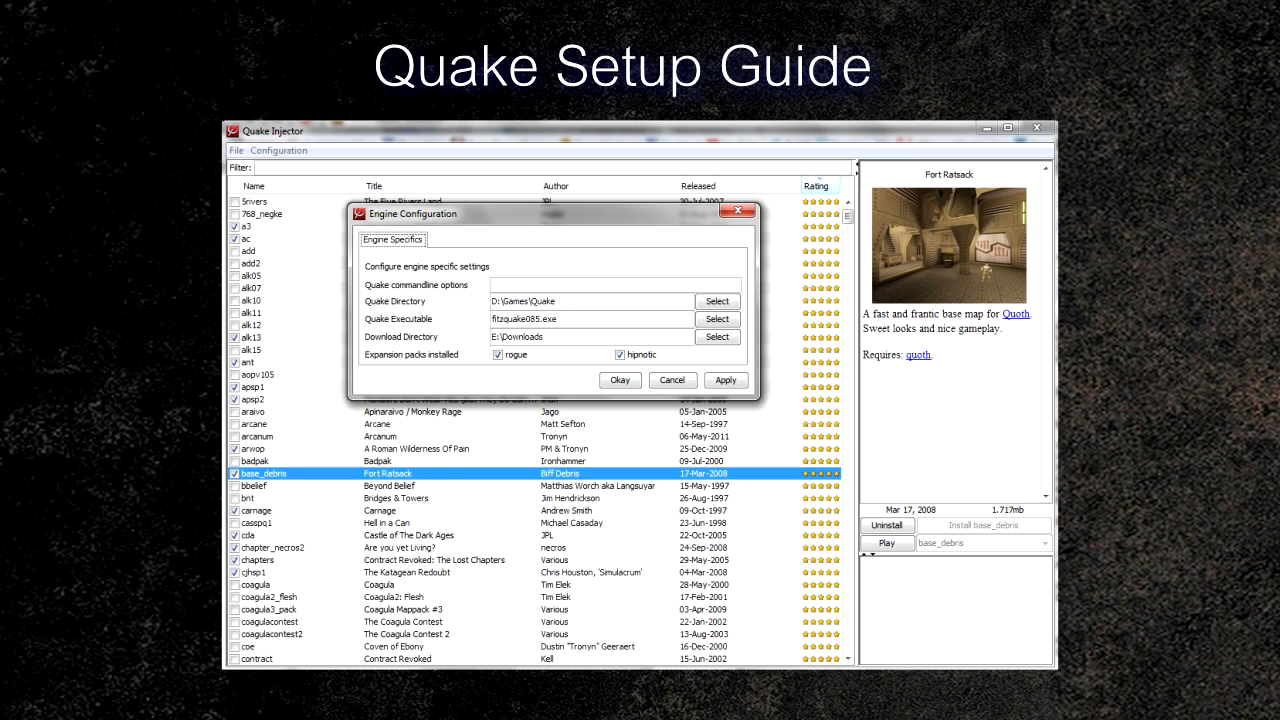 Quake Setup Guide
Quake Injector
File Configuration
Filter:
Name Title Author Released Rating
5rivers The Five Rivers Land JPL 20-Jul-2007
768_negke
a3
ac
add
add2
alk05
alk07
alk10
alk11
alk12
alk13
alk15
ant
aopv105
apsp1
apsp2
Engine Configuration
Engine Specifics
Configure engine specific settings
Quake commandline options
Quake Directory D:\Games\Quake Select
Quake Executable fitzquake085.exe Select
Download Directory E:\Downloads Select
Expansion packs installed rogue hipnotic
Okay Cancel Apply
araivo Apinaraivo / Monkey Rage Jago 05-Jan-2005
arcane Arcane Matt Sefton 14-Sep-1997
arcanum Arcanum Tronyn 06-May-2011
arwop A Roman Wilderness Of Pain PM & Tronyn 25-Dec-2009
badpak Badpak Ironhammer 09-Jul-2000
base_debris Fort Ratsack Biff Debris 17-Mar-2008
bbelief Beyond Belief Matthias Worch aka Langsuyar 15-May-1997
bnt Bridges & Towers Jim Hendrickson 26-Aug-1997
carnage Carnage Andrew Smith 09-Oct-1997
casspq1 Hell in a Can Michael Casaday 23-Jun-1998
cda Castle of The Dark Ages JPL 22-Oct-2005
chapter_necros2 Are you yet Living? necros 24-Sep-2008
chapters Contract Revoked: The Lost Chapters Various 29-May-2005
cjhsp1 The Katagean Redoubt Chris Houston, 'Simulacrum' 04-Mar-2008
coagula Coagula Tim Elek 28-May-2000
coagula2_flesh Coagula2: Flesh Tim Elek 17-Feb-2001
coagula3_pack Coagula Mappack #3 Various 03-Apr-2009
coagulacontest The Coagula Contest Various 22-Jan-2002
coagulacontest2 The Coagula Contest 2 Various 13-Aug-2003
coe Coven of Ebony Dustin "Tronyn" Geeraert 16-Dec-2000
contract Contract Revoked Kell 15-Jun-2002
Fort Ratsack
A fast and frantic base map for Quoth.
Sweet looks and nice gameplay.
Requires: quoth.
Mar 17, 2008 1.717mb
Uninstall Install base_debris
Play base_debris